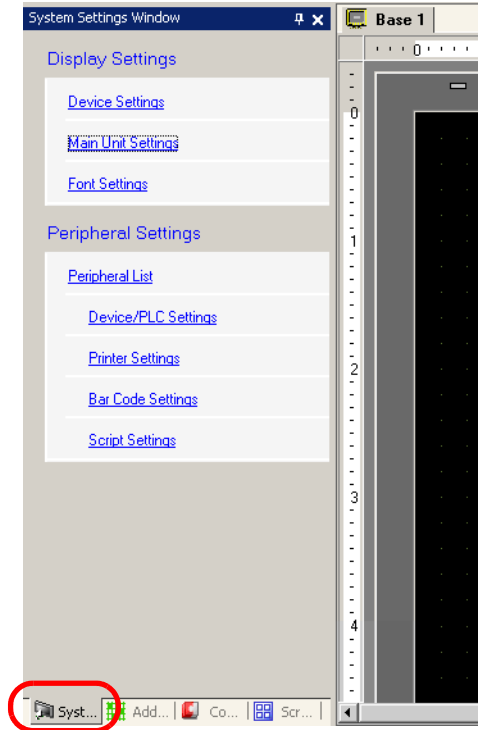 System Settings Window
Base 1
Display Settings
0
Device Settings
0
Main Unit Settings
Font Settings
Peripheral Settings
1
Peripheral List
Device/PLC Settings
Printer Settings
2
Bar Code Settings
Script Settings
3
4
Syst... Add... Co... Scr...